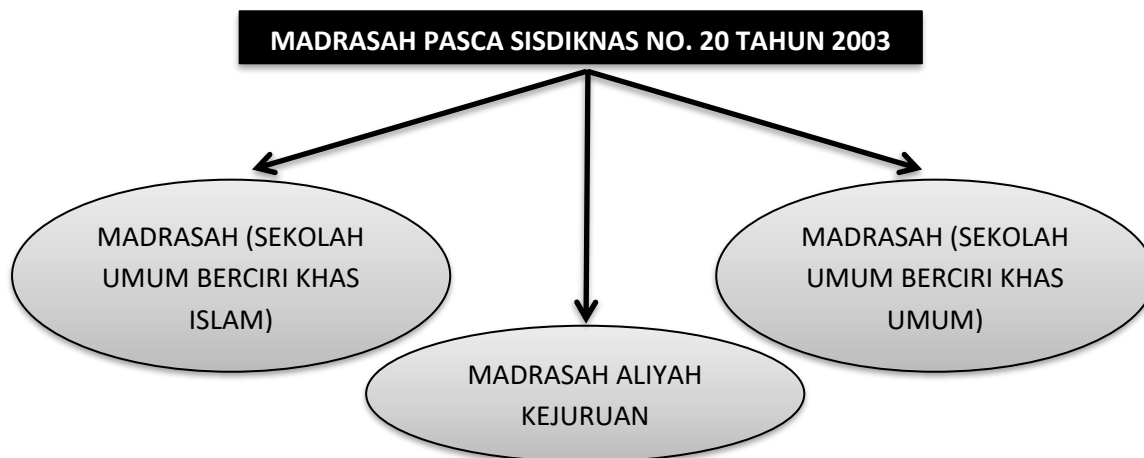 MADRASAH PASCA SISDIKNAS NO. 20 TAHUN 2003
MADRASAH (SEKOLAH
UMUM BERCIRI KHAS
ISLAM)
MADRASAH ALIYAH
KEJURUAN
MADRASAH (SEKOLAH
UMUM BERCIRI KHAS
UMUM)